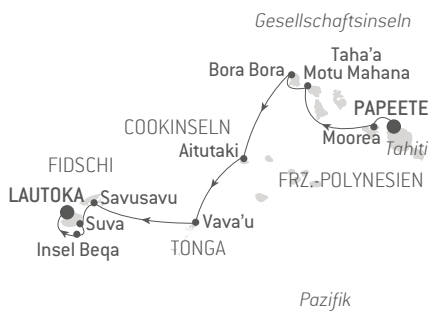 Gesellschaftsinseln
Taha'a
Bora Bora
Motu Mahana
PAPEETE
COOKINSELN
Moorea
Tahiti
Aitutaki
FIDSCHI
FRZ.-POLYNESIEN
LAUTOKA
Savusavu
Suva
Vava'u
Insel Beqa
TONGA
Pazifik